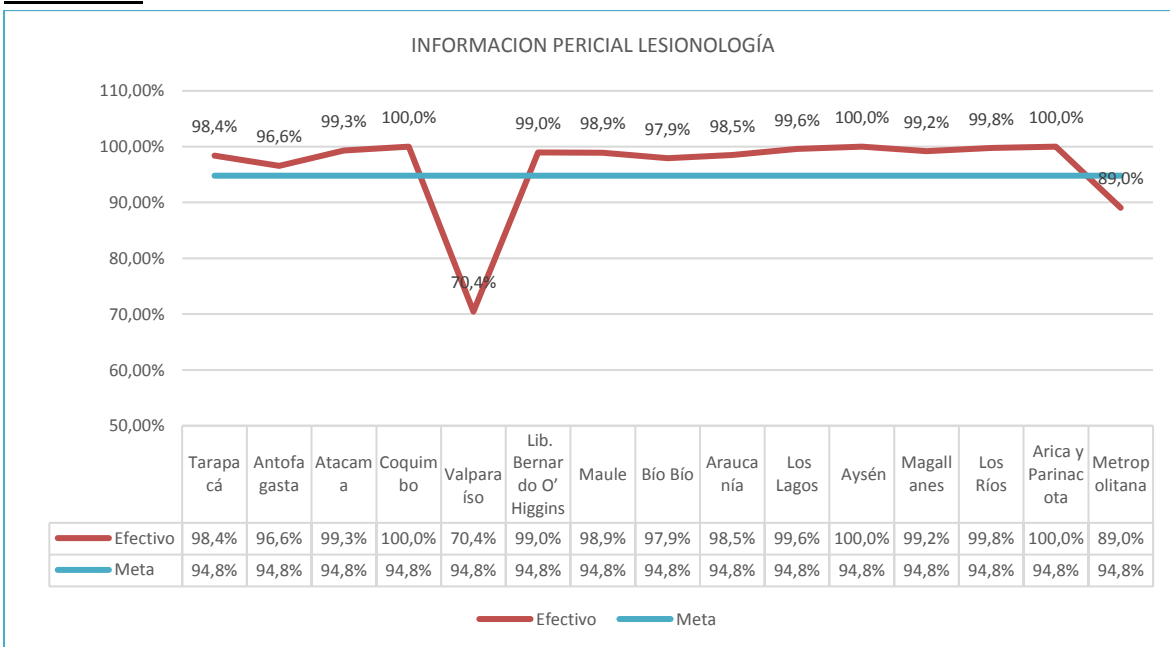 INFORMACION PERICIAL LESIONOLOGÍA
110,00%
100,00%
90,00%
80,00%
70,00%
60,00%
50,00%
98,4%
96,6%
99,3%
100,0%
70,4%
99,0%
98,9%
97,9%
98,5%
99,6%
100,0%
99,2%
99,8%
100,0%
89,0%
Tarapa
cá
Antofa
gasta
Atacam
a
Coquim
bo
Valpara
íso
Lib.
Bernar
do O’
Higgins
Maule
Bío Bío
Arauca
nía
Los
Lagos
Aysén
Magall
anes
Los
Ríos
Arica y
Parinac
ota
Metrop
olitana
Efectivo 98,4% 96,6% 99,3% 100,0% 70,4% 99,0% 98,9% 97,9% 98,5% 99,6% 100,0% 99,2% 99,8% 100,0% 89,0%
Meta 94,8% 94,8% 94,8% 94,8% 94,8% 94,8% 94,8% 94,8% 94,8% 94,8% 94,8% 94,8% 94,8% 94,8% 94,8%
Efectivo Meta